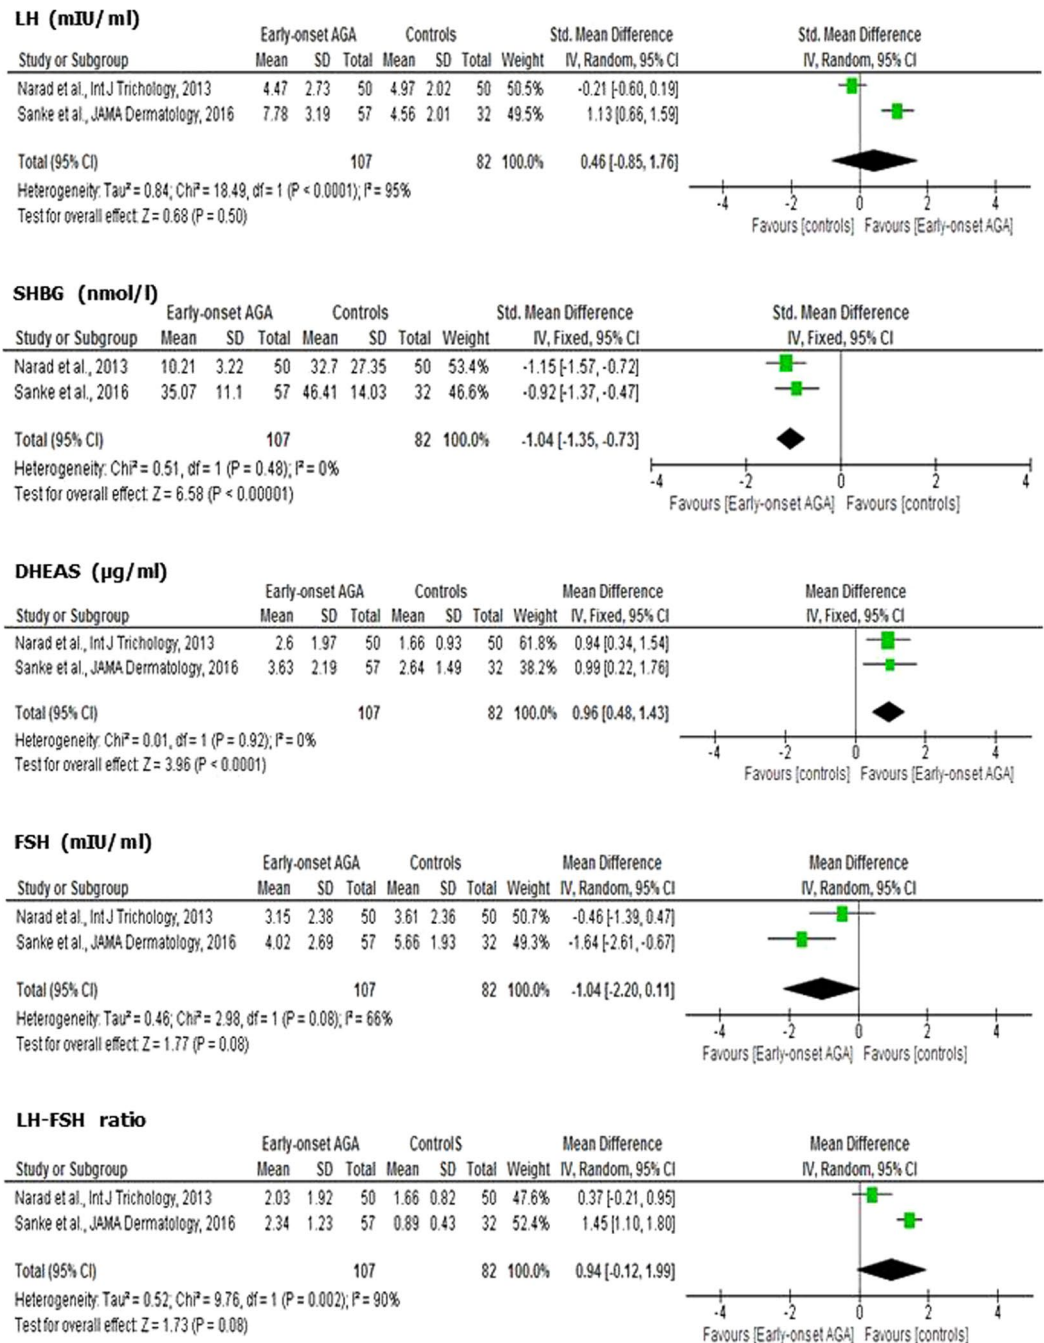 LH (mIU/ml)
Early-onset AGA Controls Std. Mean Difference Std. Mean Difference
Study or Subgroup Mean SD Total Mean SD Total Weight IV, Random, 95% CI IV, Random, 95% CI
Narad et al., Int J Trichology, 2013 4.47 2.73 50 4.97 2.02 50 50.5% -0.21 [-0.60, 0.19]
Sanke et al., JAMA Dermatology, 2016 7.78 3.19 57 4.56 2.01 32 49.5% 1.13 [0.66, 1.59]
Total (95% CI) 107 82 100.0% 0.46 [-0.85, 1.76]
Heterogeneity: Tau² = 0.84; Chi² = 18.49, df = 1 (P < 0.0001); I² = 95%
Test for overall effect: Z = 0.68 (P = 0.50)
-4 -2 0 2 4
Favours [controls] Favours [Early-onset AGA]
SHBG (nmol/l)
Early-onset AGA Controls Std. Mean Difference Std. Mean Difference
Study or Subgroup Mean SD Total Mean SD Total Weight IV, Fixed, 95% CI IV, Fixed, 95% CI
Narad et al., 2013 10.21 3.22 50 32.7 27.35 50 53.4% -1.15 [-1.57, -0.72]
Sanke et al., 2016 35.07 11.1 57 46.41 14.03 32 46.6% -0.92 [-1.37, -0.47]
Total (95% CI) 107 82 100.0% -1.04 [-1.35, -0.73]
Heterogeneity: Chi² = 0.51, df = 1 (P = 0.48); I² = 0%
Test for overall effect: Z = 6.58 (P < 0.00001)
-4 -2 0 2 4
Favours [Early-onset AGA] Favours [controls]
DHEAS (µg/ml)
Early-onset AGA Controls Mean Difference Mean Difference
Study or Subgroup Mean SD Total Mean SD Total Weight IV, Fixed, 95% CI IV, Fixed, 95% CI
Narad et al., Int J Trichology, 2013 2.6 1.97 50 1.66 0.93 50 61.8% 0.94 [0.34, 1.54]
Sanke et al., JAMA Dermatology, 2016 3.63 2.19 57 2.64 1.49 32 38.2% 0.99 [0.22, 1.76]
Total (95% CI) 107 82 100.0% 0.96 [0.48, 1.43]
Heterogeneity: Chi² = 0.01, df = 1 (P = 0.92); I² = 0%
Test for overall effect: Z = 3.96 (P < 0.0001)
-4 -2 0 2 4
Favours [controls] Favours [Early-onset AGA]
FSH (mIU/ml)
Early-onset AGA Controls Mean Difference Mean Difference
Study or Subgroup Mean SD Total Mean SD Total Weight IV, Random, 95% CI IV, Random, 95% CI
Narad et al., Int J Trichology, 2013 3.15 2.38 50 3.61 2.36 50 50.7% -0.46 [-1.39, 0.47]
Sanke et al., JAMA Dermatology, 2016 4.02 2.69 57 5.66 1.93 32 49.3% -1.64 [-2.61, -0.67]
Total (95% CI) 107 82 100.0% -1.04 [-2.20, 0.11]
Heterogeneity: Tau² = 0.46; Chi² = 2.98, df = 1 (P = 0.08); I² = 66%
Test for overall effect: Z = 1.77 (P = 0.08)
-4 -2 0 2 4
Favours [Early-onset AGA] Favours [controls]
LH-FSH ratio
Early-onset AGA ControlS Mean Difference Mean Difference
Study or Subgroup Mean SD Total Mean SD Total Weight IV, Random, 95% CI IV, Random, 95% CI
Narad et al., Int J Trichology, 2013 2.03 1.92 50 1.66 0.82 50 47.6% 0.37 [-0.21, 0.95]
Sanke et al., JAMA Dermatology, 2016 2.34 1.23 57 0.89 0.43 32 52.4% 1.45 [1.10, 1.80]
Total (95% CI) 107 82 100.0% 0.94 [-0.12, 1.99]
Heterogeneity: Tau² = 0.52; Chi² = 9.76, df = 1 (P = 0.002); I² = 90%
Test for overall effect: Z = 1.73 (P = 0.08)
-4 -2 0 2 4
Favours [Early-onset AGA] Favours [controls]